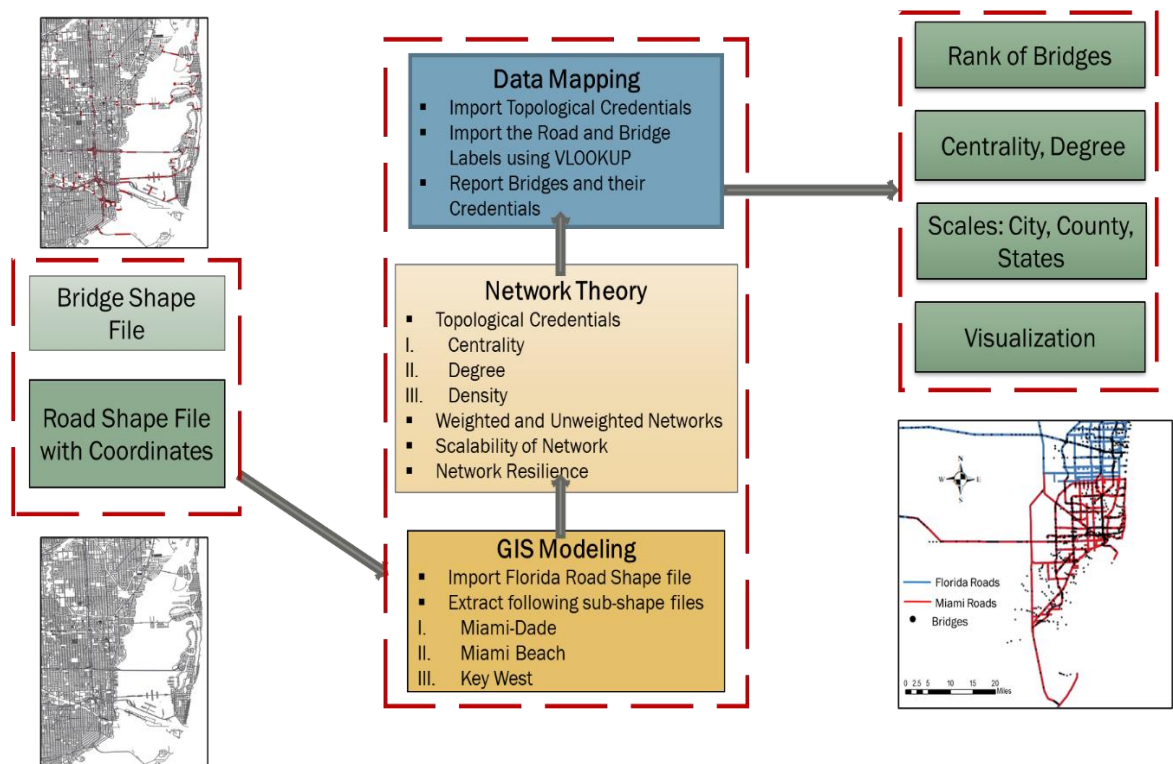 Bridge Shape
File
Road Shape File
with Coordinates
Data Mapping
▪ Import Topological Credentials
▪ Import the Road and Bridge
Labels using VLOOKUP
▪ Report Bridges and their
Credentials
Network Theory
▪ Topological Credentials
I. Centrality
II. Degree
III. Density
▪ Weighted and Unweighted Networks
▪ Scalability of Network
▪ Network Resilience
GIS Modeling
▪ Import Florida Road Shape file
▪ Extract following sub-shape files
I. Miami-Dade
II. Miami Beach
III. Key West
Rank of Bridges
Centrality, Degree
Scales: City, County,
States
Visualization
N
W E
S
Florida Roads
Miami Roads
Bridges
0 2.5 5 10 15 20
Miles